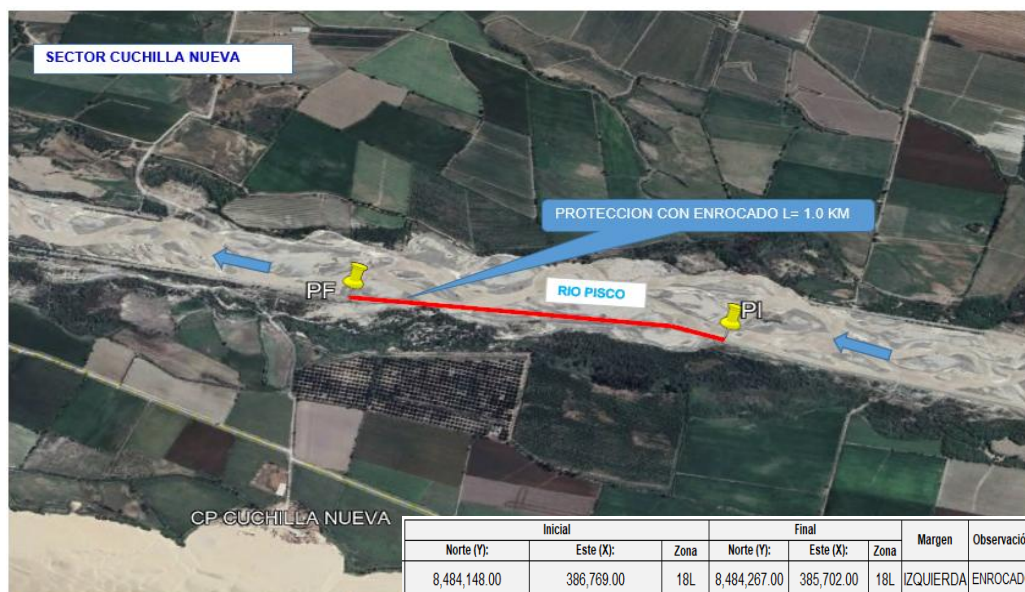 SECTOR CUCHILLA NUEVA
PROTECCION CON ENROCADO L= 1.0 KM
PF
RIO PISCO
PI
CP CUCHILLA NUEVA
Inicial Final Margen Observació
Norte (Y): Este (X): Zona Norte (Y): Este (X): Zona
8,484,148.00 386,769.00 18L 8,484,267.00 385,702.00 18L IZQUIERDA ENROCAD